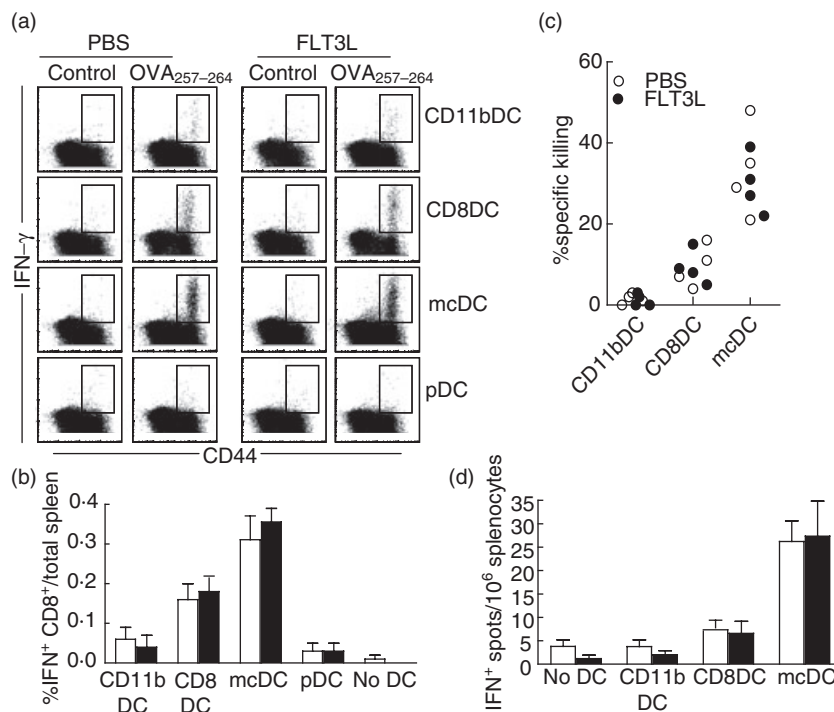 (a)
PBS FLT3L
Control OVA257–264 Control OVA257–264
CD11bDC
CD8DC
mcDC
pDC
IFN–γ
CD44
(c)
60
40
20
0
%specific killing
PBS
FLT3L
CD11bDC
CD8DC
mcDC
(b)
0·4
0·3
0·2
0·1
0·0
%IFN+ CD8+/total spleen
CD11b DC
CD8 DC
mcDC
pDC
No DC
(d)
35
30
25
20
15
10
5
0
IFN+ spots/10^6 splenocytes
No DC
CD11b DC
CD8DC
mcDC